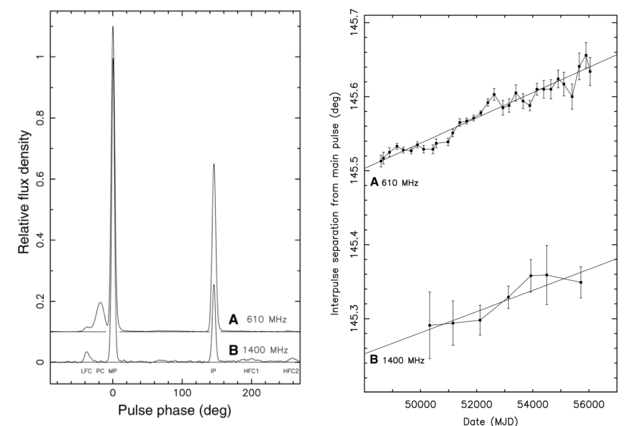 Relative flux density
1
0.8
0.6
0.4
0.2
0
A 610 MHz
B 1400 MHz
LFC PC MP IP HFC1 HFC2
0 100 200
Pulse phase (deg)
Interpulse separation from main pulse (deg)
145.7
145.6
145.5
145.4
145.3
A 610 MHz
B 1400 MHz
50000 52000 54000 56000
Date (MJD)